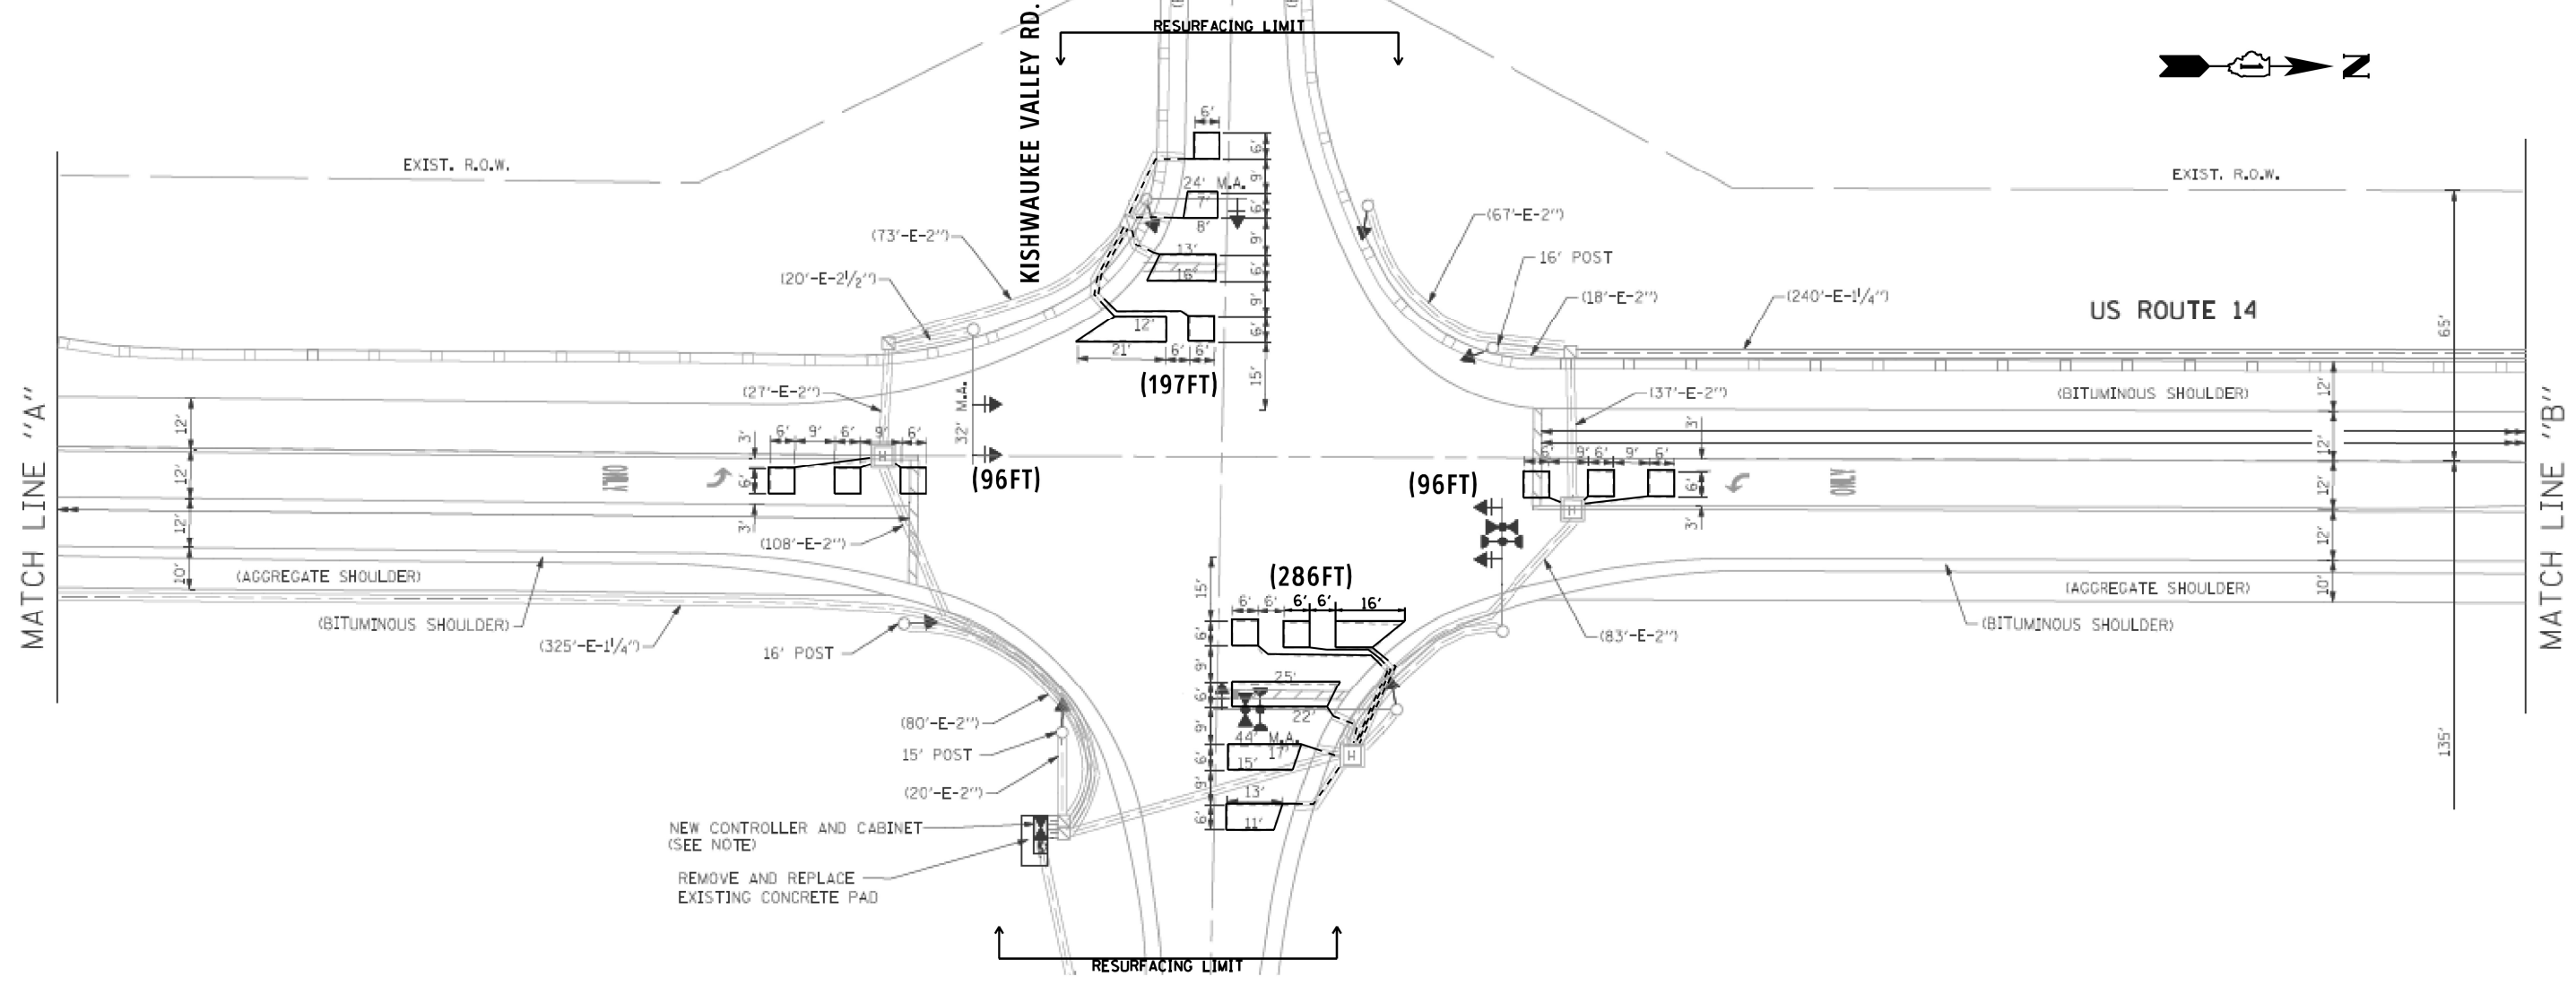 RESURFACING LIMIT
KISHWAUKEE VALLEY RD.
N
EXIST. R.O.W.
EXIST. R.O.W.
6'
6'
9'
24' M.A.
7'
6'
8'
9'
13'
16'
6'
9'
12'
6'
21'
6'
6'
15'
(197FT)
(73'-E-2")
(20'-E-2½")
(67'-E-2")
16' POST
(18'-E-2")
(240'-E-1¼")
US ROUTE 14
65'
(27'-E-2")
(37'-E-2")
(BITUMINOUS SHOULDER)
12'
12'
12'
12'
10'
MATCH LINE "A"
12'
12'
12'
10'
ONLY
3'
6'
3'
6'
9'
6'
9'
6'
H
32' M.A.
(96FT)
(96FT)
6'
9'
6'
9'
6'
3'
6'
3'
H
ONLY
MATCH LINE "B"
(108'-E-2")
(AGGREGATE SHOULDER)
(BITUMINOUS SHOULDER)
(325'-E-1¼")
16' POST
(286FT)
15'
6'
6'
6'
6'
16'
6'
9'
25'
6'
22'
9'
44' M.A.
17'
15'
6'
9'
13'
11'
6'
H
(83'-E-2")
(AGGREGATE SHOULDER)
(BITUMINOUS SHOULDER)
135'
(80'-E-2")
15' POST
(20'-E-2")
NEW CONTROLLER AND CABINET
(SEE NOTE)
REMOVE AND REPLACE
EXISTING CONCRETE PAD
RESURFACING LIMIT